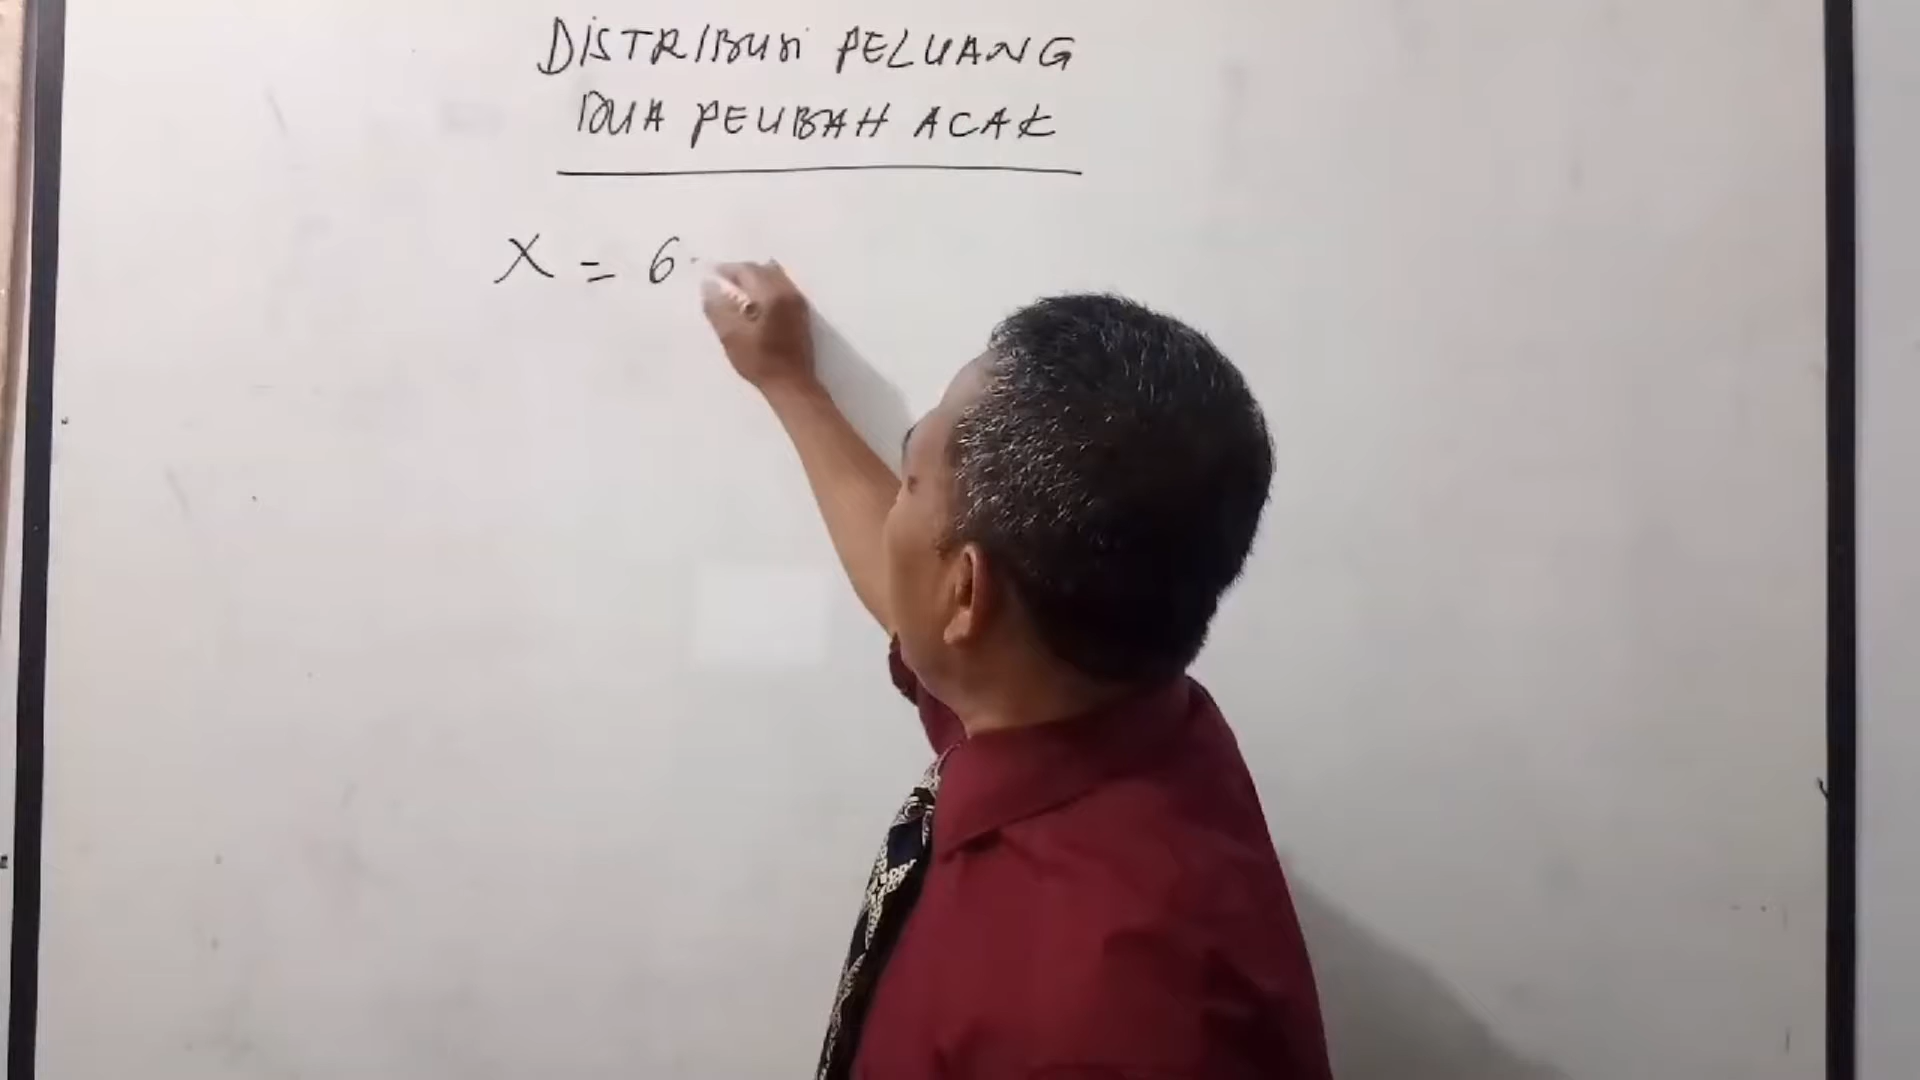 DISTRIBUSI PELUANG
DUA PEUBAH ACAK
X = 6